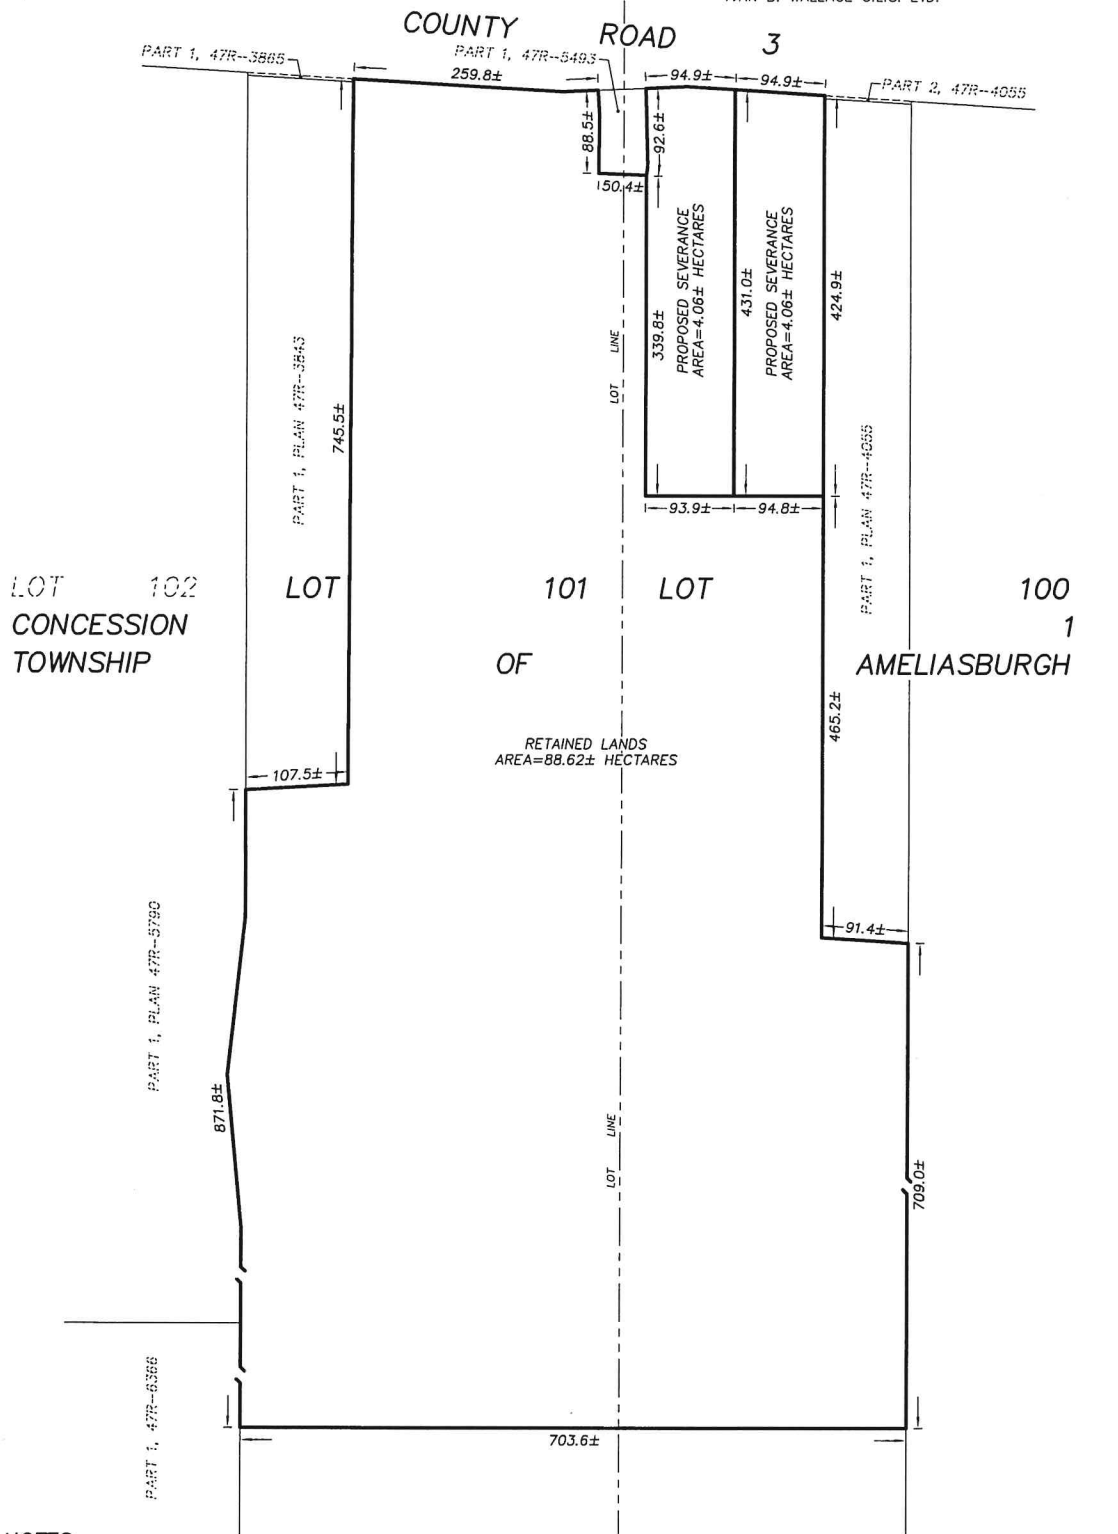 COUNTY ROAD 3
PART 1, 47R-3865
PART 1, 47R-5493
259.8±
94.9±
94.9±
PART 2, 47R-4055
88.5±
92.6±
50.4±
PROPOSED SEVERANCE
AREA=4.06± HECTARES
PROPOSED SEVERANCE
AREA=4.06± HECTARES
339.8±
431.0±
424.9±
LOT LINE
PART 1, PLAN 47R-3843
745.5±
93.9±
94.8±
PART 1, PLAN 47R-4055
LOT 102 LOT 101 LOT 100
CONCESSION 1
TOWNSHIP OF AMELIASBURGH
465.2±
RETAINED LANDS
AREA=88.62± HECTARES
107.5±
91.4±
PART 1, PLAN 47R-5790
871.8±
LOT LINE
709.0±
PART 1, 47R-6366
703.6±